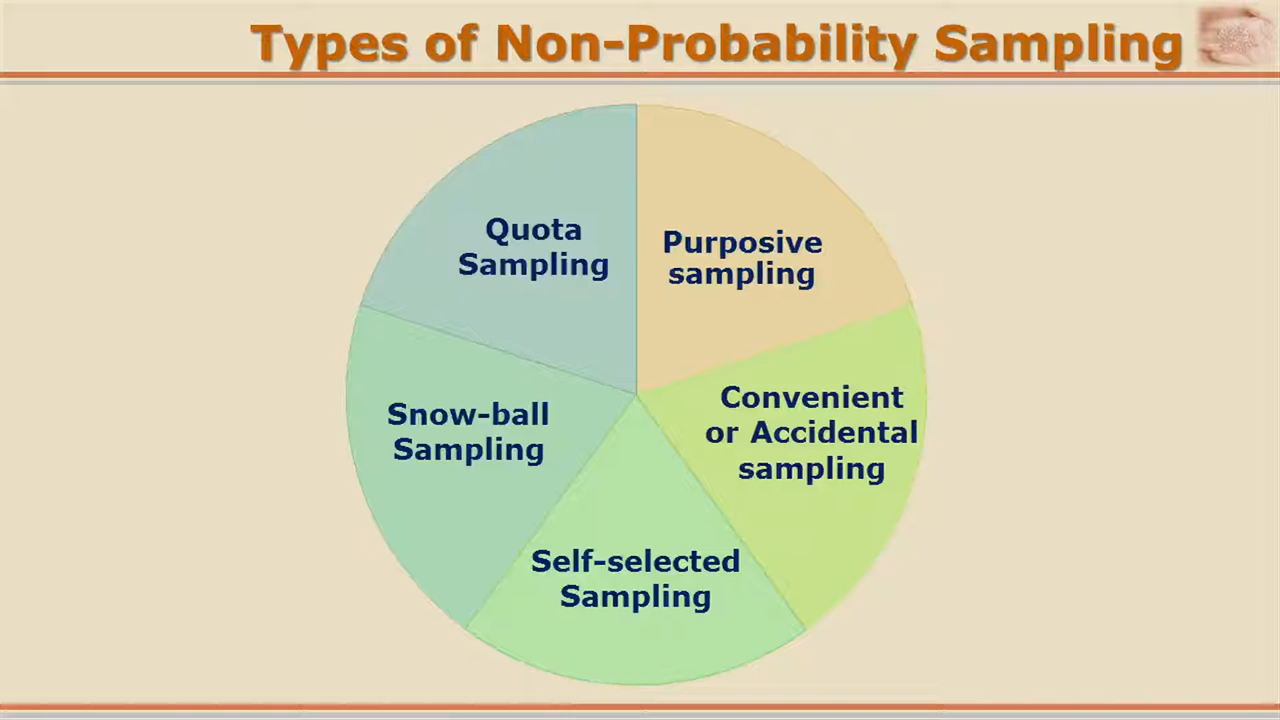 Types of Non-Probability Sampling
Quota
Sampling
Purposive
sampling
Convenient
or Accidental
sampling
Snow-ball
Sampling
Self-selected
Sampling